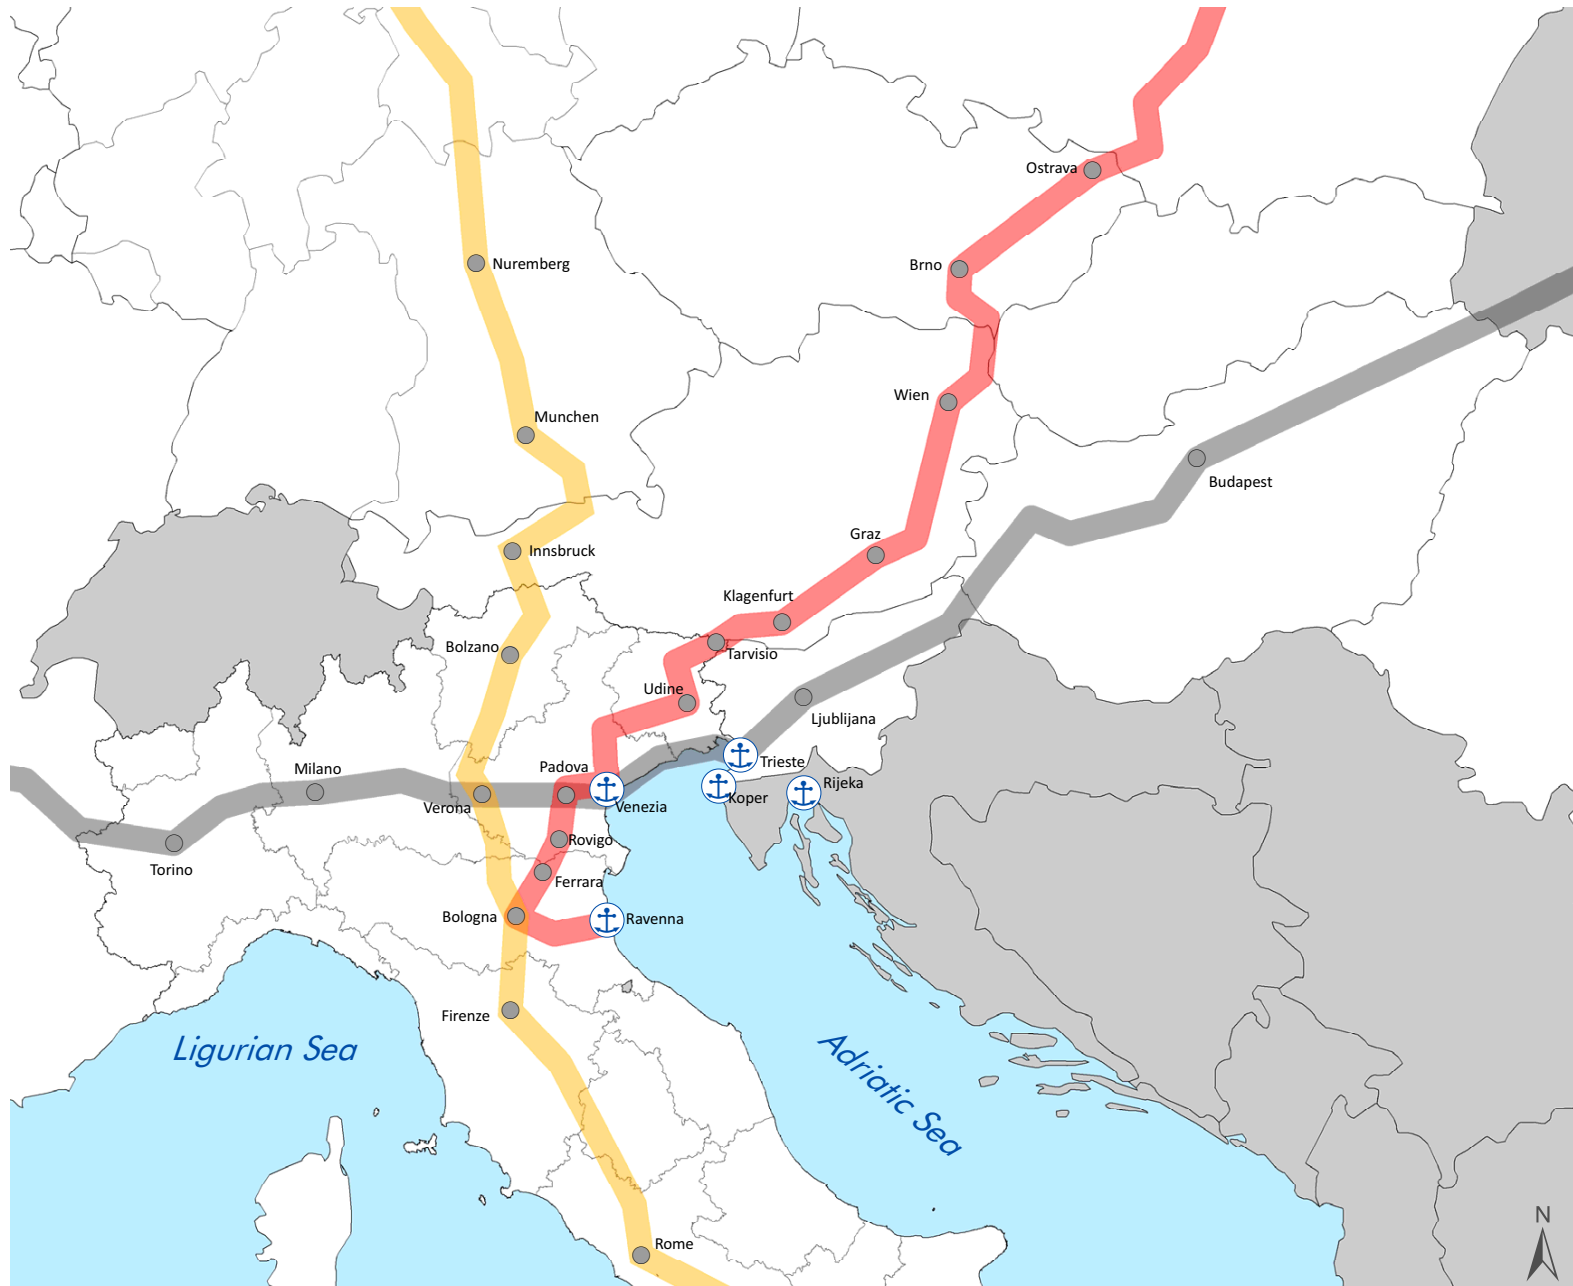 Ostrava
Nuremberg
Brno
Wien
Munchen
Budapest
Graz
Innsbruck
Klagenfurt
Bolzano
Tarvisio
Udine
Ljublijana
Trieste
Milano
Padova
Rijeka
Koper
Verona
Venezia
Rovigo
Torino
Ferrara
Bologna
Ravenna
Firenze
Ligurian Sea
Adriatic Sea
N
Rome